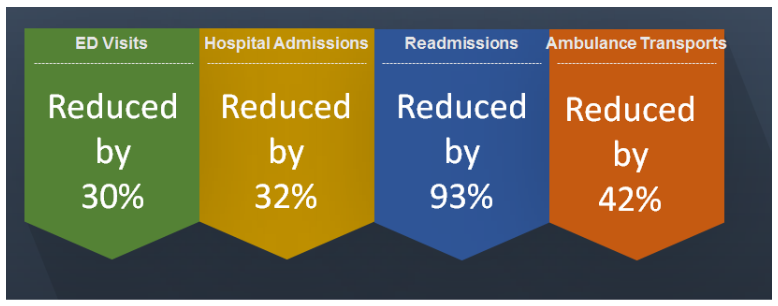 ED Visits
Reduced
by
30%
Hospital Admissions
Reduced
by
32%
Readmissions
Reduced
by
93%
Ambulance Transports
Reduced
by
42%